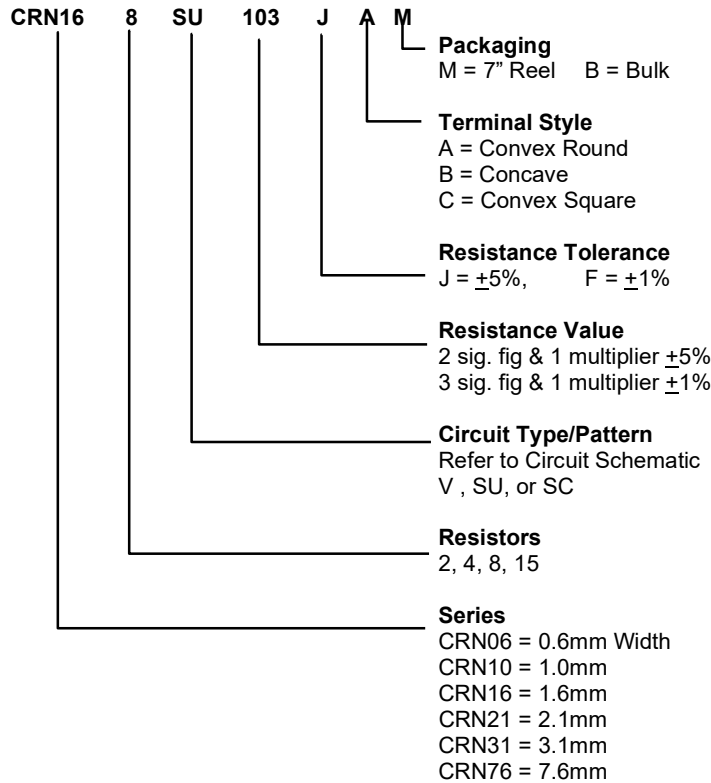 CRN16 8 SU 103 J A M
Packaging
M = 7” Reel B = Bulk
Terminal Style
A = Convex Round
B = Concave
C = Convex Square
Resistance Tolerance
J = ±5%, F = ±1%
Resistance Value
2 sig. fig & 1 multiplier ±5%
3 sig. fig & 1 multiplier ±1%
Circuit Type/Pattern
Refer to Circuit Schematic
V , SU, or SC
Resistors
2, 4, 8, 15
Series
CRN06 = 0.6mm Width
CRN10 = 1.0mm
CRN16 = 1.6mm
CRN21 = 2.1mm
CRN31 = 3.1mm
CRN76 = 7.6mm